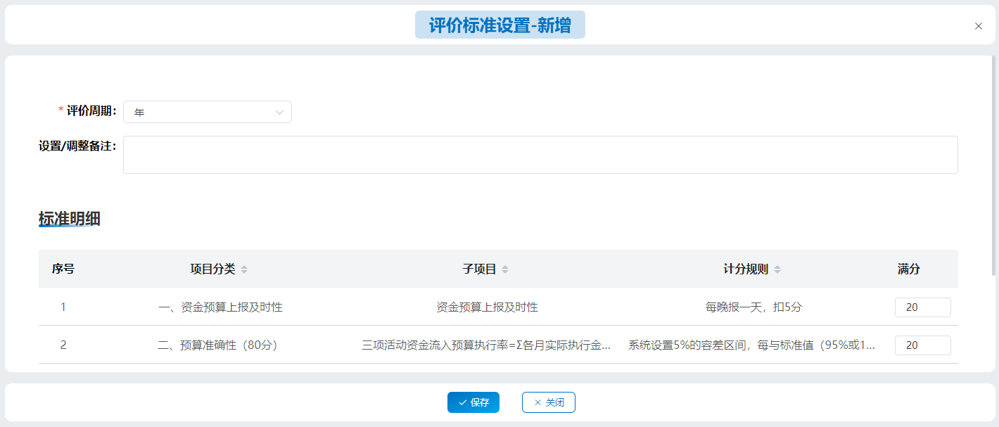 评价标准设置-新增
* 评价周期： 年
设置/调整备注：
标准明细
序号 项目分类 子项目 计分规则 满分
1 一、资金预算上报及时性 资金预算上报及时性 每晚报一天，扣5分 20
2 二、预算准确性（80分） 三项活动资金流入预算执行率=Σ各月实际执行金... 系统设置5%的容差区间，每与标准值（95%或1... 20
保存 关闭